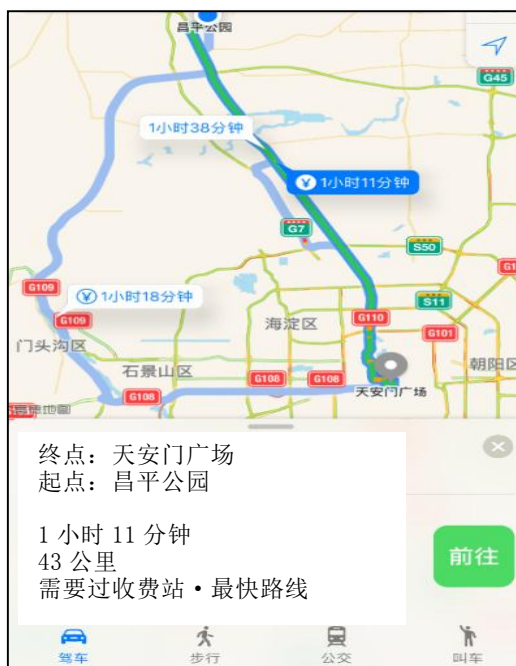 昌平公园
G45
1小时38分钟
¥ 1小时11分钟
G7
S50
G109
¥ 1小时18分钟
S11
G109
海淀区
G110
G101
门头沟区
石景山区
G108
G108
朝阳区
G108
天安门广场
高德地图
终点：天安门广场
起点：昌平公园
1 小时 11 分钟
43 公里
需要过收费站·最快路线
前往
驾车
步行
公交
叫车